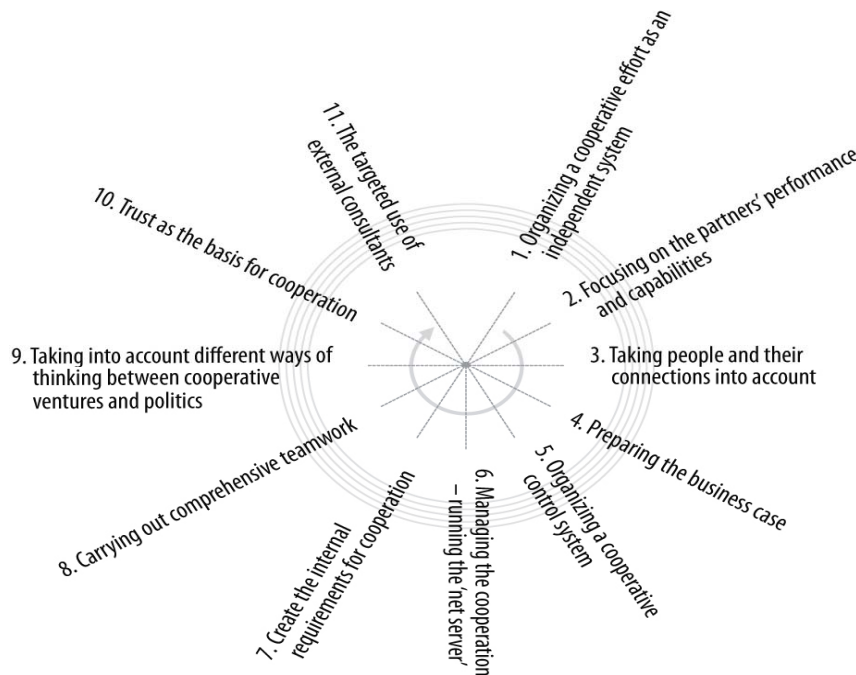 1. Organizing a cooperative effort as an
independent system
2. Focusing on the partners’ performance
and capabilities
3. Taking people and their
connections into account
4. Preparing the business case
5. Organizing a cooperative
control system
6. Managing the cooperation
– running the ‘net server’
7. Create the internal
requirements for cooperation
8. Carrying out comprehensive teamwork
9. Taking into account different ways of
thinking between cooperative
ventures and politics
10. Trust as the basis for cooperation
11. The targeted use of
external consultants